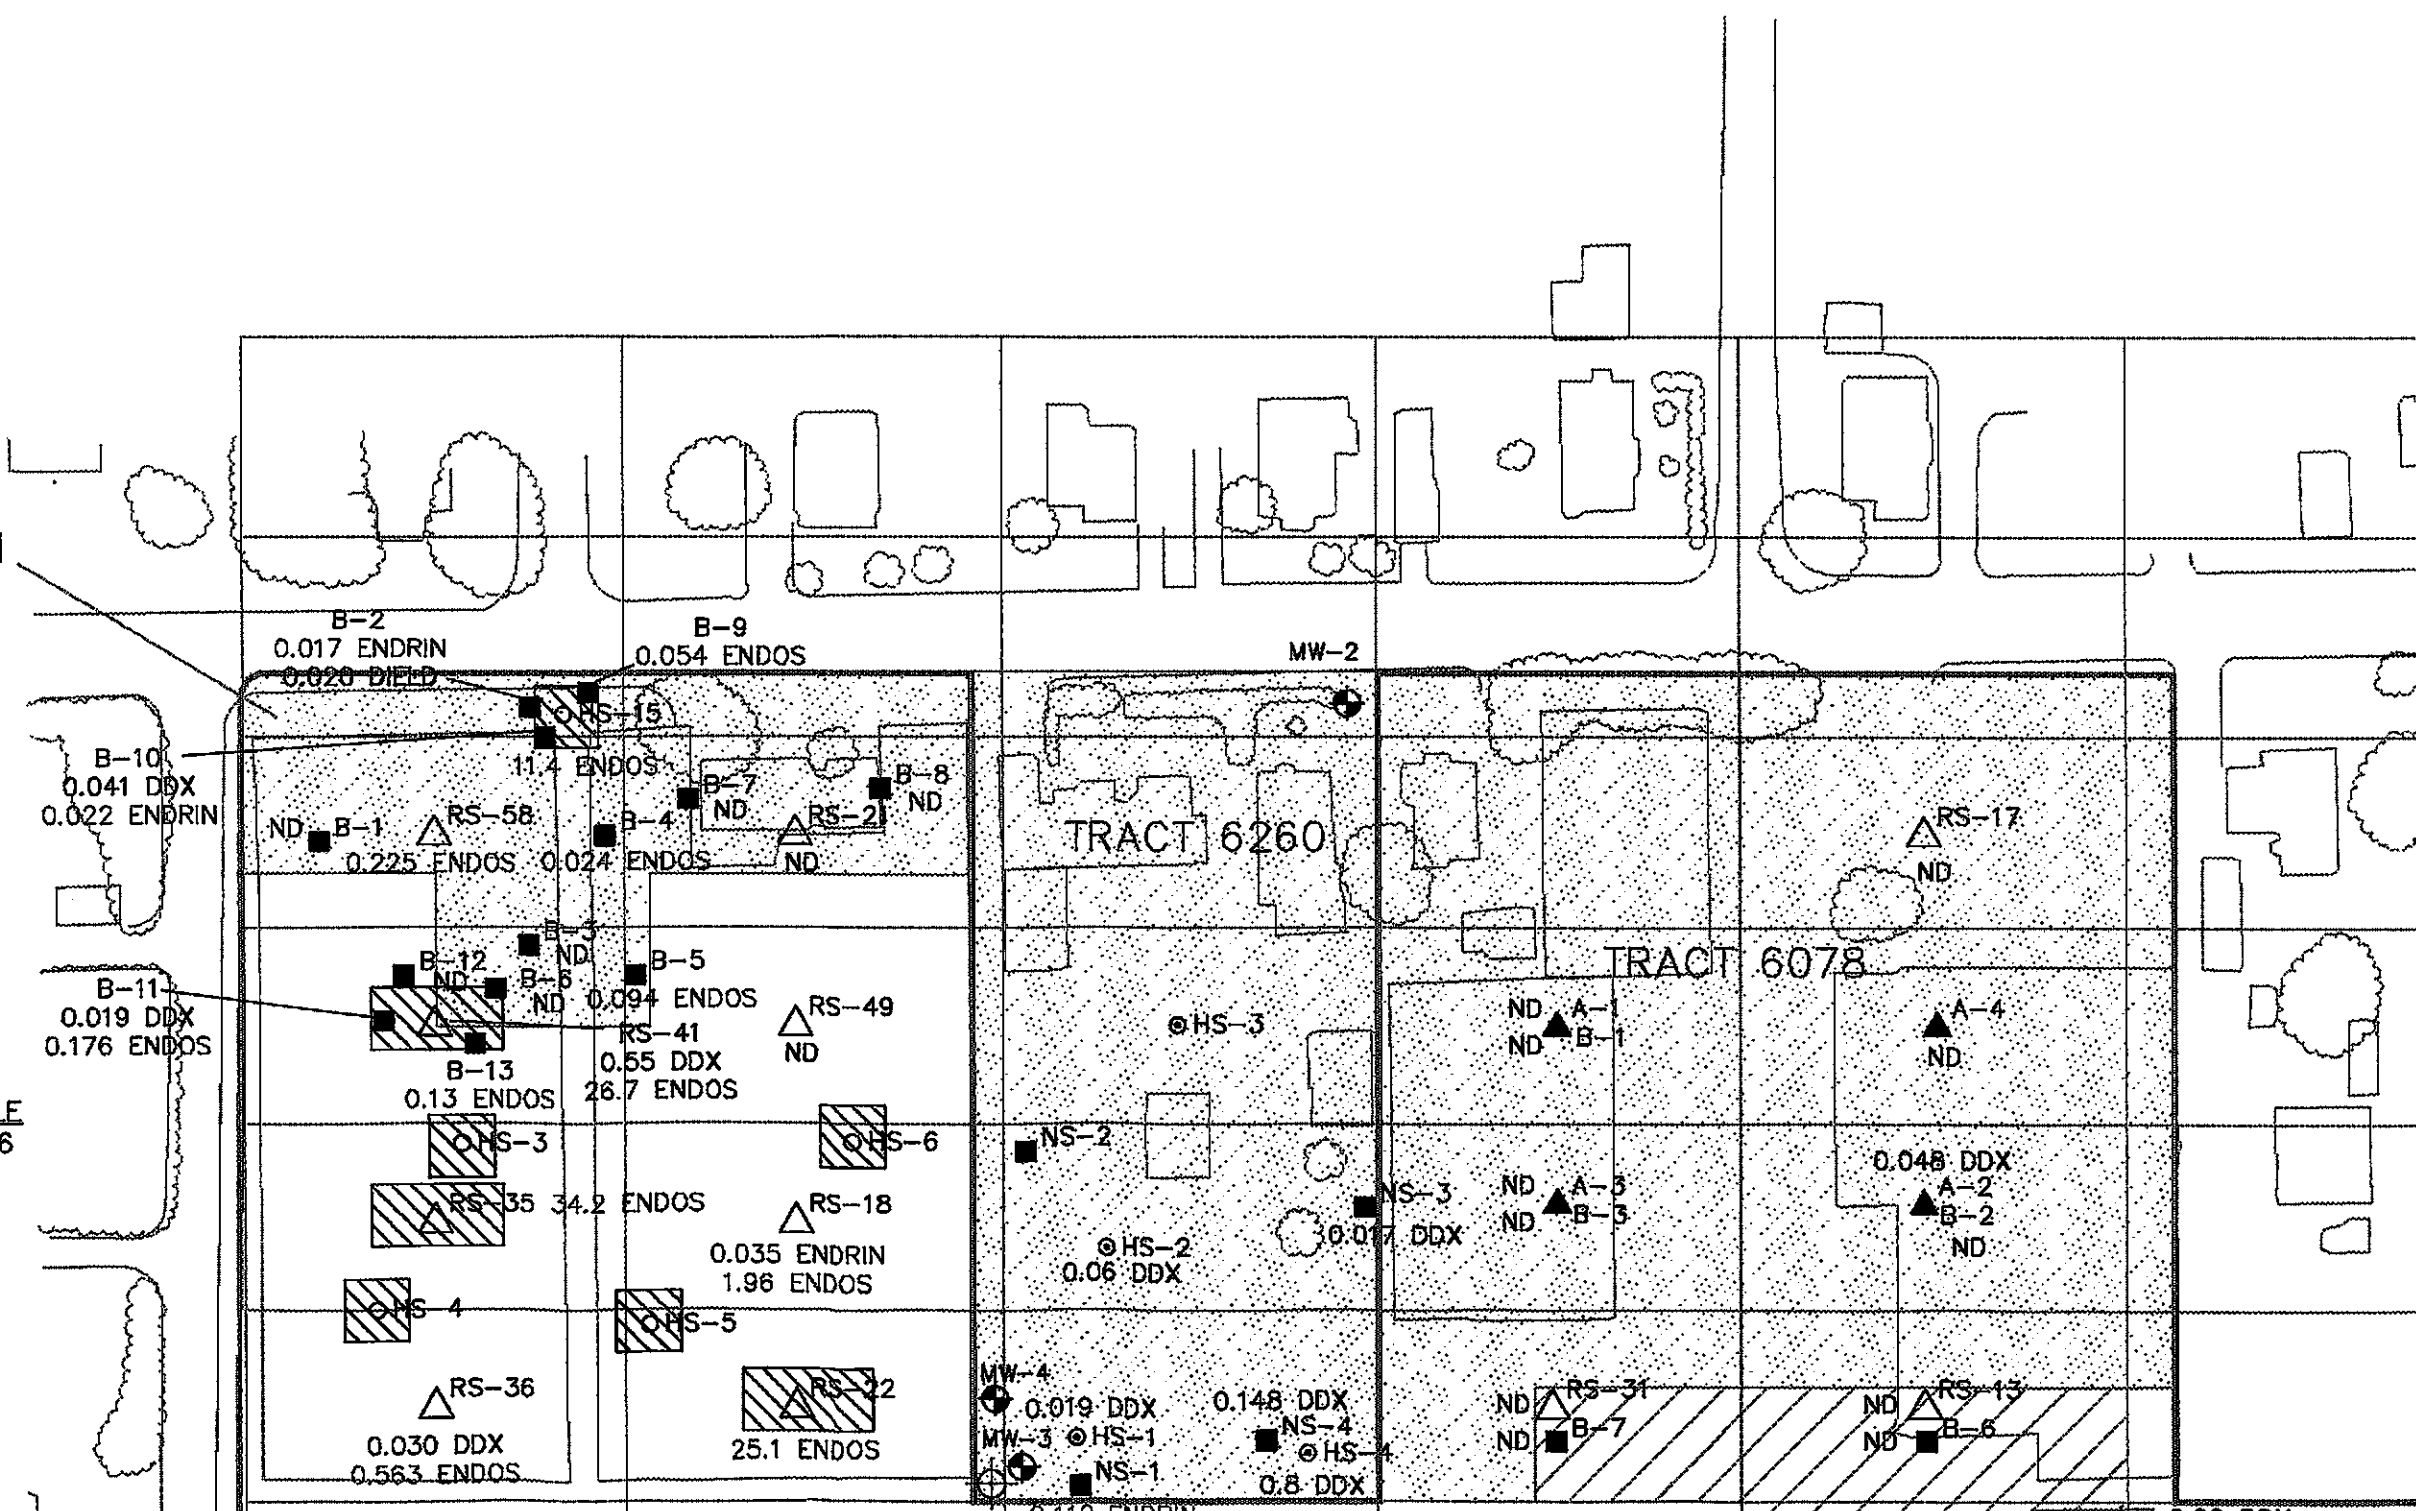 B-2
0.017 ENDRIN
0.020 DIELD
B-9
0.054 ENDOS
MW-2
HS-15
11.4 ENDOS
B-10
0.041 DDX
0.022 ENDRIN
ND B-1
RS-58
0.225 ENDOS
B-4
0.024 ENDOS
B-7
ND
B-8
ND
RS-21
ND
TRACT 6260
RS-17
ND
TRACT 6078
B-3
ND
B-12
ND
B-6
ND
B-5
0.094 ENDOS
B-11
0.019 DDX
0.176 ENDOS
RS-41
0.55 DDX
26.7 ENDOS
RS-49
ND
B-13
0.13 ENDOS
HS-3
ND A-1
ND B-1
A-4
ND
E
6
HS-3
HS-6
NS-2
RS-35 34.2 ENDOS
RS-18
0.035 ENDRIN
1.96 ENDOS
NS-3
0.017 DDX
HS-2
0.06 DDX
ND A-3
ND B-3
0.048 DDX
A-2
B-2
ND
HS-4
HS-5
RS-36
0.030 DDX
0.563 ENDOS
RS-22
25.1 ENDOS
MW-4
0.019 DDX
HS-1
MW-3
NS-1
0.148 DDX
NS-4
HS-4
0.8 DDX
ND RS-31
ND B-7
ND RS-13
ND B-6